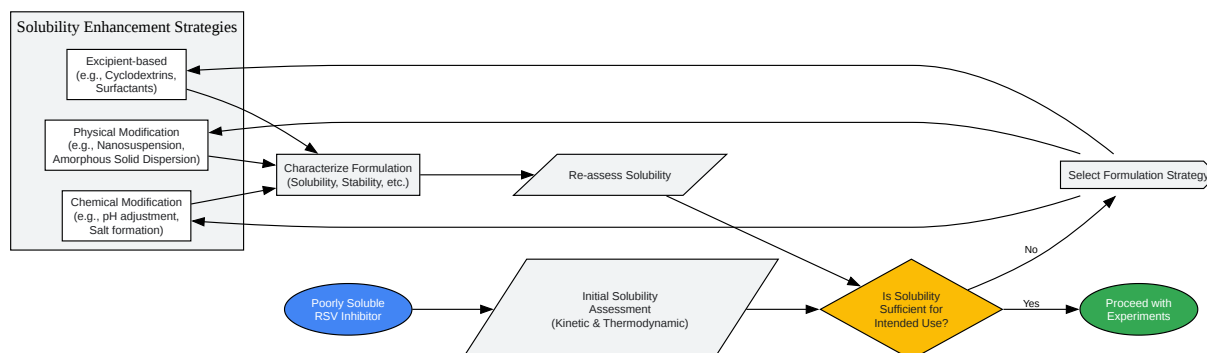 Solubility Enhancement Strategies
Excipient-based
(e.g., Cyclodextrins,
Surfactants)
Physical Modification
(e.g., Nanosuspension,
Amorphous Solid Dispersion)
Chemical Modification
(e.g., pH adjustment,
Salt formation)
Characterize Formulation
(Solubility, Stability, etc.)
Re-assess Solubility
Select Formulation Strategy
No
Poorly Soluble
RSV Inhibitor
Initial Solubility
Assessment
(Kinetic & Thermodynamic)
Is Solubility
Sufficient for
Intended Use?
Yes
Proceed with
Experiments